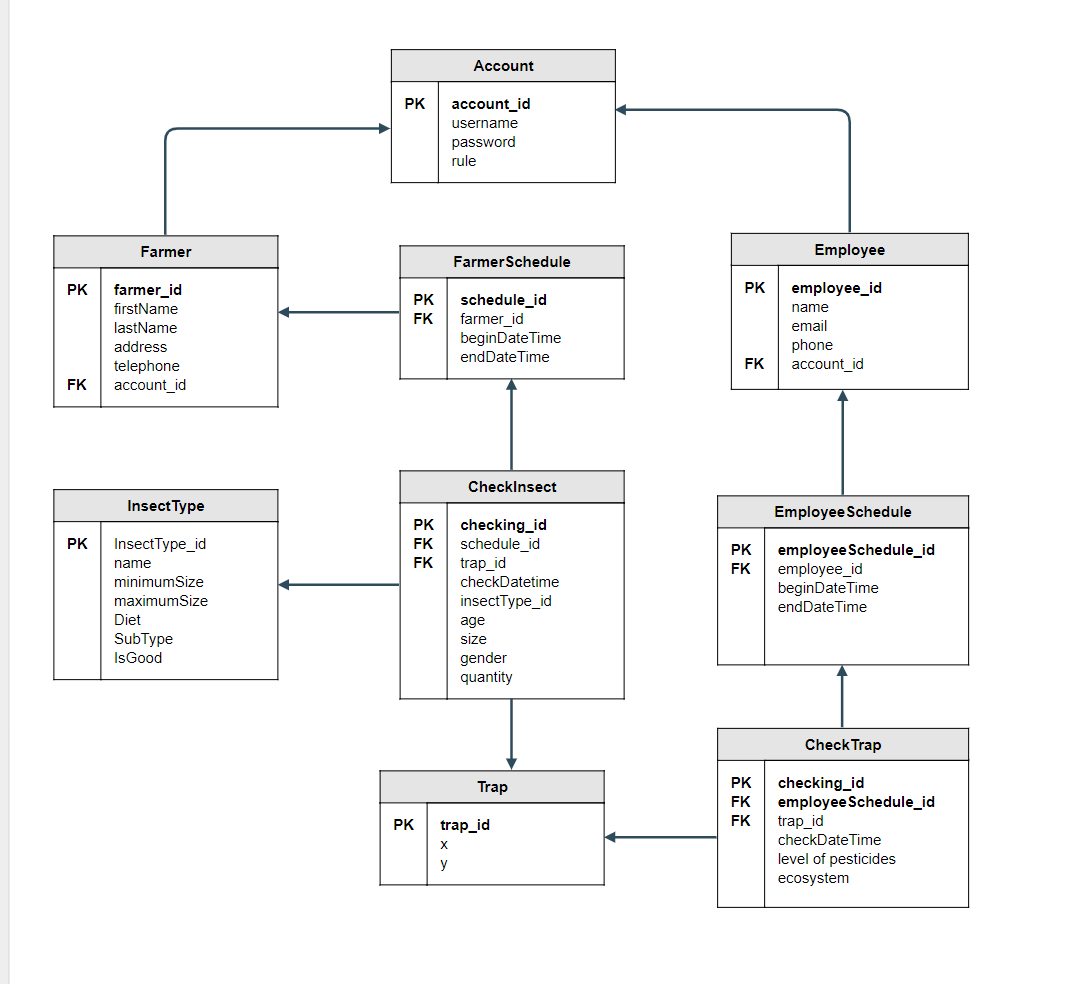 Account
PK account_id
username
password
rule
Farmer
PK farmer_id
firstName
lastName
address
telephone
FK account_id
FarmerSchedule
PK schedule_id
FK farmer_id
beginDateTime
endDateTime
Employee
PK employee_id
name
email
phone
FK account_id
InsectType
PK InsectType_id
name
minimumSize
maximumSize
Diet
SubType
IsGood
CheckInsect
PK checking_id
FK schedule_id
FK trap_id
checkDatetime
insectType_id
age
size
gender
quantity
EmployeeSchedule
PK employeeSchedule_id
FK employee_id
beginDateTime
endDateTime
Trap
PK trap_id
x
y
CheckTrap
PK checking_id
FK employeeSchedule_id
FK trap_id
checkDateTime
level of pesticides
ecosystem